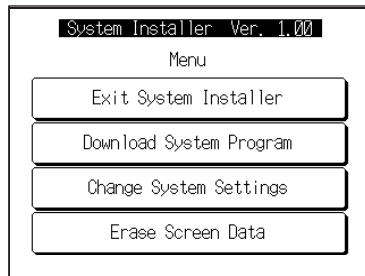 System Installer Ver. 1.00
Menu
Exit System Installer
Download System Program
Change System Settings
Erase Screen Data